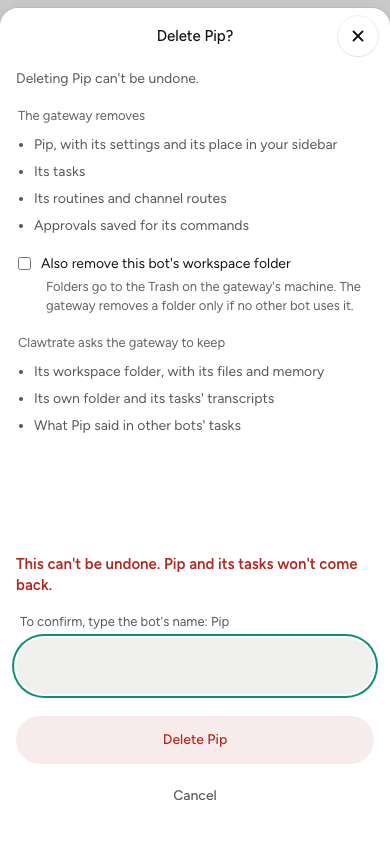 Delete Pip?
Deleting Pip can't be undone.
The gateway removes
• Pip, with its settings and its place in your sidebar
• Its tasks
• Its routines and channel routes
• Approvals saved for its commands
Also remove this bot's workspace folder
Folders go to the Trash on the gateway's machine. The
gateway removes a folder only if no other bot uses it.
Clawtrate asks the gateway to keep
• Its workspace folder, with its files and memory
• Its own folder and its tasks' transcripts
• What Pip said in other bots' tasks
This can't be undone. Pip and its tasks won't come
back.
To confirm, type the bot's name: Pip
Delete Pip
Cancel